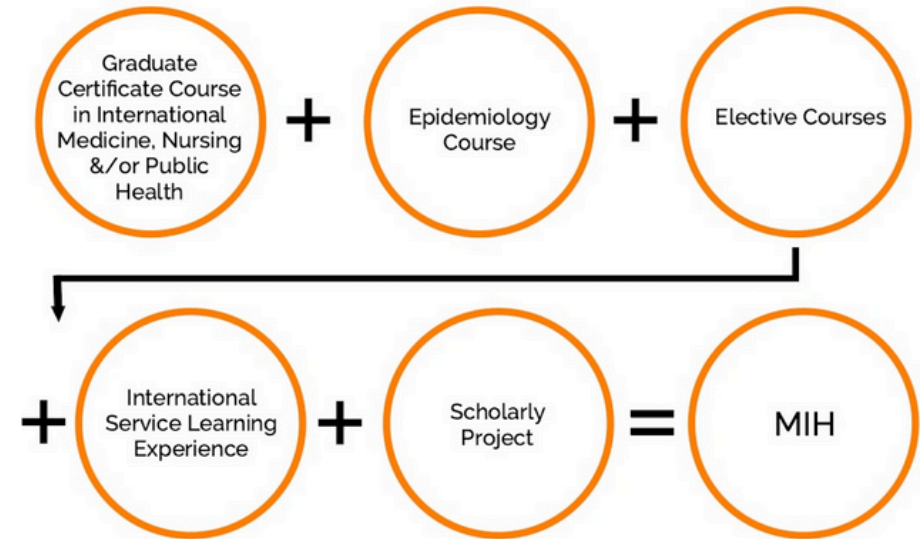 Graduate
Certificate Course
in International
Medicine, Nursing
&/or Public
Health
+
Epidemiology
Course
+
Elective Courses
+
International
Service Learning
Experience
+
Scholarly
Project
=
MIH